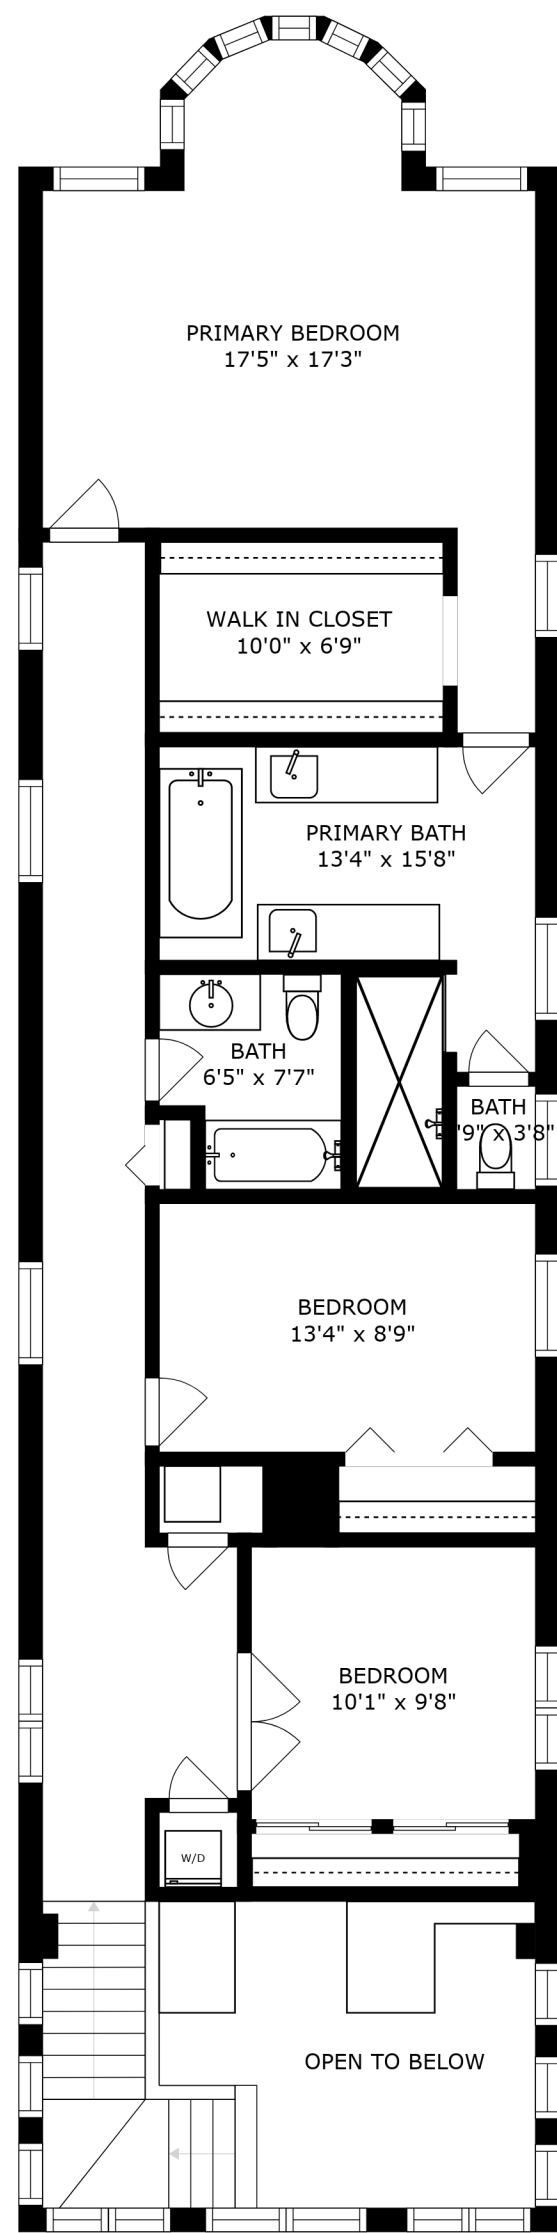 PRIMARY BEDROOM
17'5" x 17'3"
WALK IN CLOSET
10'0" x 6'9"
PRIMARY BATH
13'4" x 15'8"
BATH
6'5" x 7'7"
BATH
'9" x 3'8"
BEDROOM
13'4" x 8'9"
BEDROOM
10'1" x 9'8"
W/D
OPEN TO BELOW